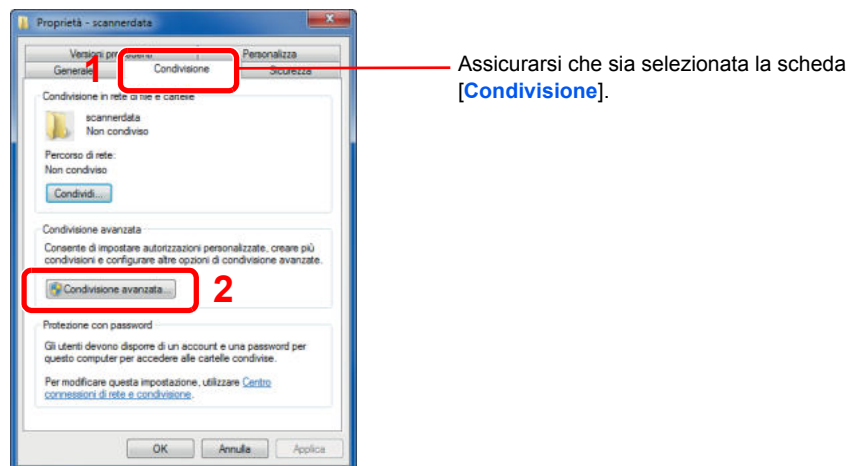 Proprietà - scannerdata
Personalizza
Generale
1
Condivisione
Sicurezza
Assicurarsi che sia selezionata la scheda
[Condivisione].
Condivisione in rete di file e cartelle
scannerdata
Non condiviso
Percorso di rete:
Non condiviso
Condividi...
Condivisione avanzata
Consente di impostare autorizzazioni personalizzate, creare più
condivisioni e configurare altre opzioni di condivisione avanzate.
Condivisione avanzata...
2
Protezione con password
Gli utenti devono disporre di un account e una password per
questo computer per accedere alle cartelle condivise.
Per modificare questa impostazione, utilizzare Centro
connessioni di rete e condivisione.
OK
Annulla
Applica